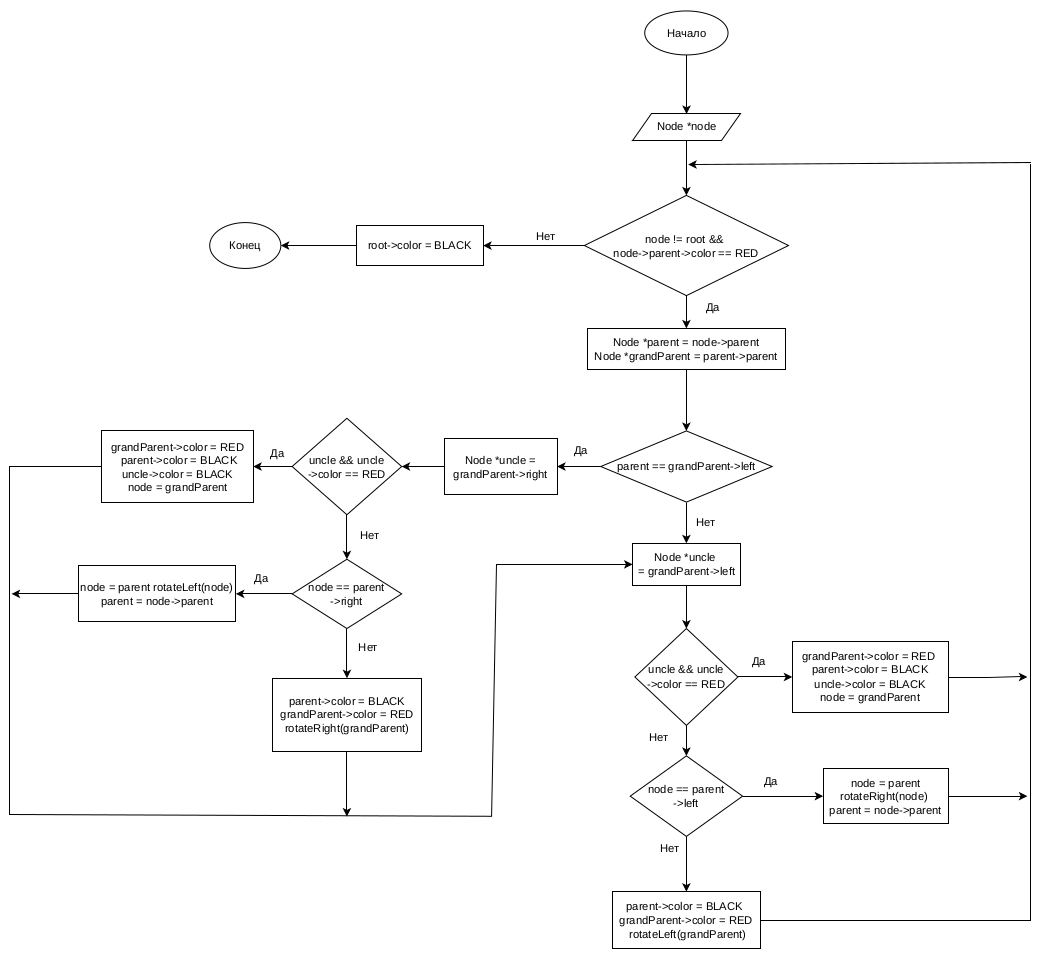 Начало
Node *node
node != root &&
node->parent->color == RED
Нет
root->color = BLACK
Конец
Да
Node *parent = node->parent
Node *grandParent = parent->parent
parent == grandParent->left
Да
Node *uncle =
grandParent->right
uncle && uncle
->color == RED
Да
grandParent->color = RED
parent->color = BLACK
uncle->color = BLACK
node = grandParent
Нет
node == parent
->right
Да
node = parent rotateLeft(node)
parent = node->parent
Нет
parent->color = BLACK
grandParent->color = RED
rotateRight(grandParent)
Нет
Node *uncle
= grandParent->left
uncle && uncle
->color == RED
Да
grandParent->color = RED
parent->color = BLACK
uncle->color = BLACK
node = grandParent
Нет
node == parent
->left
Да
node = parent
rotateRight(node)
parent = node->parent
Нет
parent->color = BLACK
grandParent->color = RED
rotateLeft(grandParent)